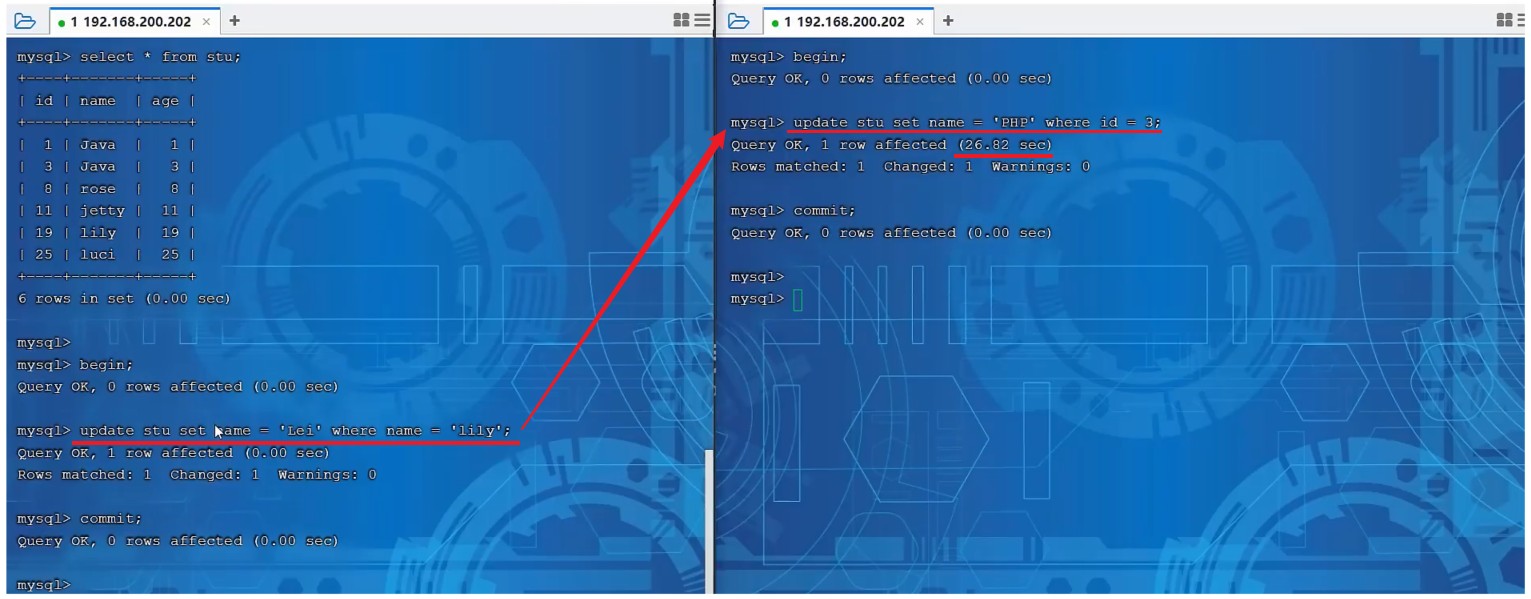 1 192.168.200.202 × +
mysql> select * from stu;
+----+-------+-----+
| id | name  | age |
+----+-------+-----+
|  1 | Java  |   1 |
|  3 | Java  |   3 |
|  8 | rose  |   8 |
| 11 | jetty |  11 |
| 19 | lily  |  19 |
| 25 | luci  |  25 |
+----+-------+-----+
6 rows in set (0.00 sec)
mysql>
mysql> begin;
Query OK, 0 rows affected (0.00 sec)
mysql> update stu set name = 'Lei' where name = 'lily';
Query OK, 1 row affected (0.00 sec)
Rows matched: 1  Changed: 1  Warnings: 0
mysql> commit;
Query OK, 0 rows affected (0.00 sec)
mysql>
1 192.168.200.202 × +
mysql> begin;
Query OK, 0 rows affected (0.00 sec)
mysql> update stu set name = 'PHP' where id = 3;
Query OK, 1 row affected (26.82 sec)
Rows matched: 1  Changed: 1  Warnings: 0
mysql> commit;
Query OK, 0 rows affected (0.00 sec)
mysql>
mysql>